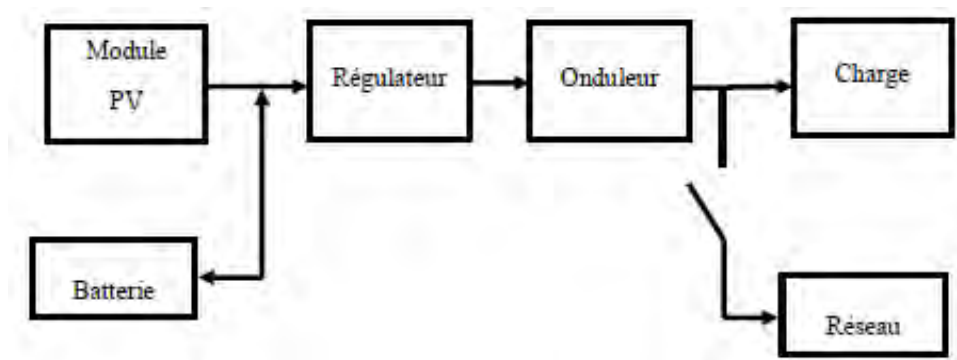 Module
PV
Régulateur
Onduleur
Charge
Batterie
Réseau